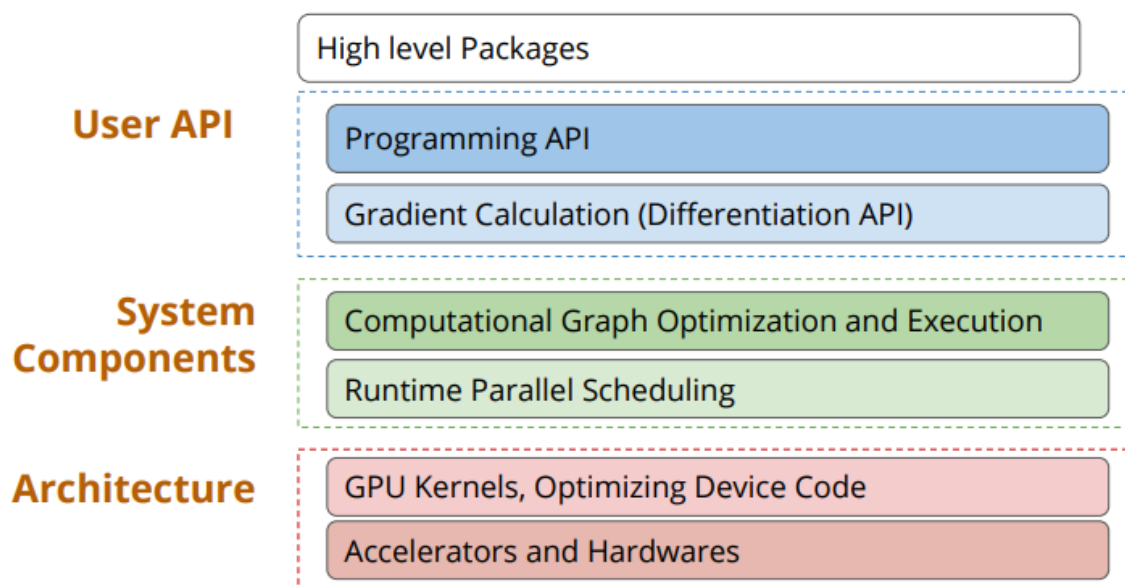 High level Packages
User API
Programming API
Gradient Calculation (Differentiation API)
System
Components
Computational Graph Optimization and Execution
Runtime Parallel Scheduling
Architecture
GPU Kernels, Optimizing Device Code
Accelerators and Hardwares